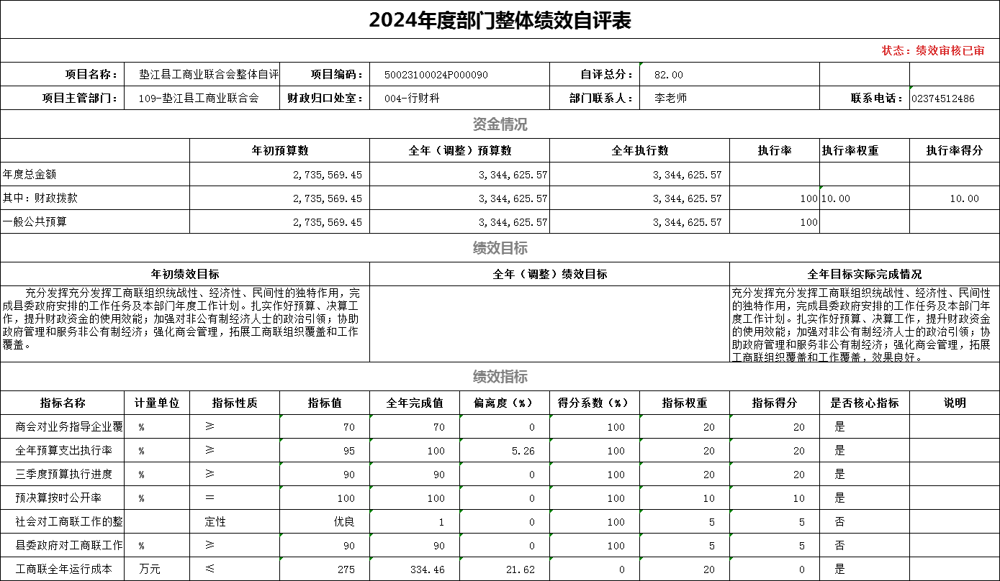 2024年度部门整体绩效自评表
状态：绩效审核已审
项目名称： 垫江县工商业联合会整体自评 项目编码： 50023100024P000090 自评总分： 82.00
项目主管部门： 109-垫江县工商业联合会 财政归口处室： 004-行财科 部门联系人： 李老师 联系电话： 02374512486
资金情况
年初预算数 全年（调整）预算数 全年执行数 执行率 执行率权重 执行率得分
年度总金额 2,735,569.45 3,344,625.57 3,344,625.57
其中：财政拨款 2,735,569.45 3,344,625.57 3,344,625.57 100 10.00 10.00
一般公共预算 2,735,569.45 3,344,625.57 3,344,625.57 100
绩效目标
年初绩效目标 全年（调整）绩效目标 全年目标实际完成情况
充分发挥充分发挥工商联组织统战性、经济性、民间性的独特作用，完
成县委政府安排的工作任务及本部门年度工作计划。扎实作好预算、决算工
作，提升财政资金的使用效能；加强对非公有制经济人士的政治引领；协助
政府管理和服务非公有制经济；强化商会管理，拓展工商联组织覆盖和工作
覆盖。
充分发挥充分发挥工商联组织统战性、经济性、民间性
的独特作用，完成县委政府安排的工作任务及本部门年
度工作计划。扎实作好预算、决算工作，提升财政资金
的使用效能；加强对非公有制经济人士的政治引领；协
助政府管理和服务非公有制经济；强化商会管理，拓展
工商联组织覆盖和工作覆盖，效果良好。
绩效指标
指标名称 计量单位 指标性质 指标值 全年完成值 偏离度（%） 得分系数（%） 指标权重 指标得分 是否核心指标 说明
商会对业务指导企业覆 % ≥ 70 70 0 100 20 20 是
全年预算支出执行率 % ≥ 95 100 5.26 100 20 20 是
三季度预算执行进度 % ≥ 90 90 0 100 20 20 是
预决算按时公开率 % ＝ 100 100 0 100 10 10 是
社会对工商联工作的整 定性 优良 1 0 100 5 5 否
县委政府对工商联工作 % ≥ 90 90 0 100 5 5 否
工商联全年运行成本 万元 ≤ 275 334.46 21.62 0 20 0 是